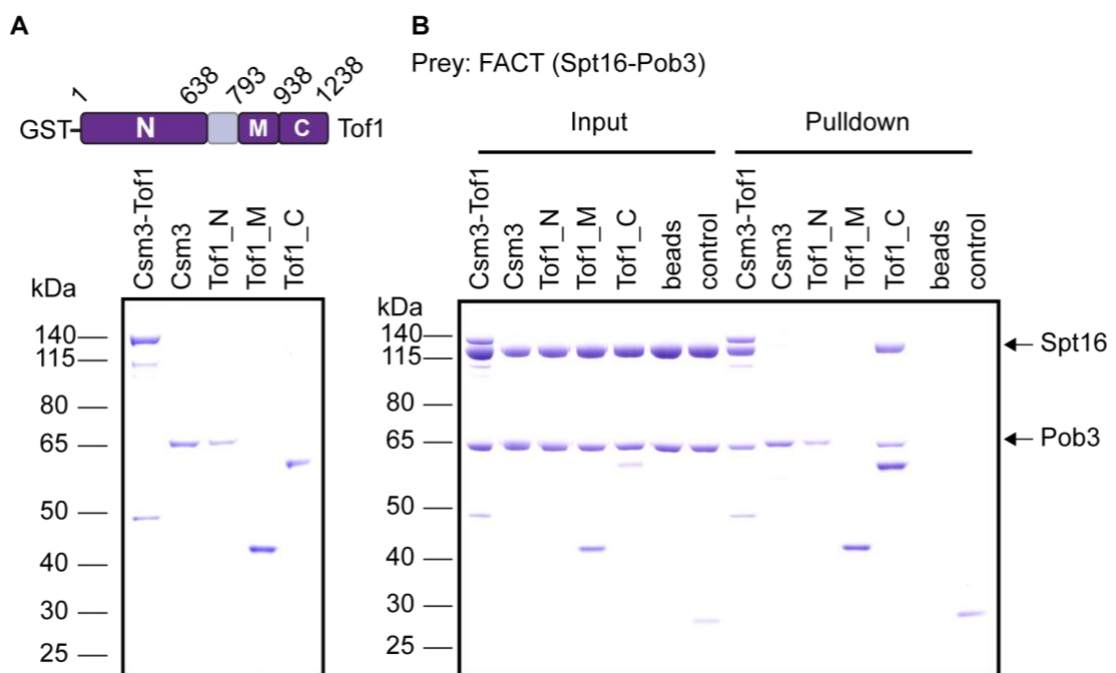 A
1 638 793 938 1238
GST N M C Tof1
Csm3-Tof1 Csm3 Tof1_N Tof1_M Tof1_C
kDa
140
115
80
65
50
40
30
25
B
Prey: FACT (Spt16-Pob3)
Input Pulldown
Csm3-Tof1 Csm3 Tof1_N Tof1_M Tof1_C beads control Csm3-Tof1 Csm3 Tof1_N Tof1_M Tof1_C beads control
kDa
140
115
80
65
50
40
30
25
Spt16
Pob3